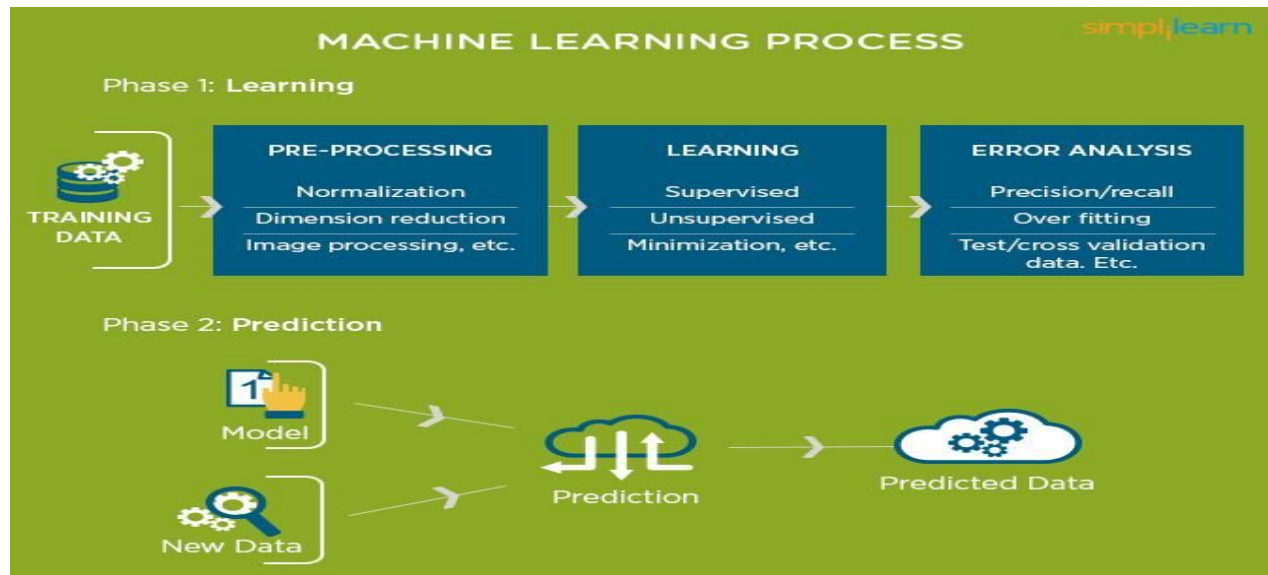 MACHINE LEARNING PROCESS
simplilearn
Phase 1: Learning
TRAINING
DATA
PRE-PROCESSING
Normalization
Dimension reduction
Image processing, etc.
LEARNING
Supervised
Unsupervised
Minimization, etc.
ERROR ANALYSIS
Precision/recall
Over fitting
Test/cross validation
data. Etc.
Phase 2: Prediction
1
Model
New Data
Prediction
Predicted Data